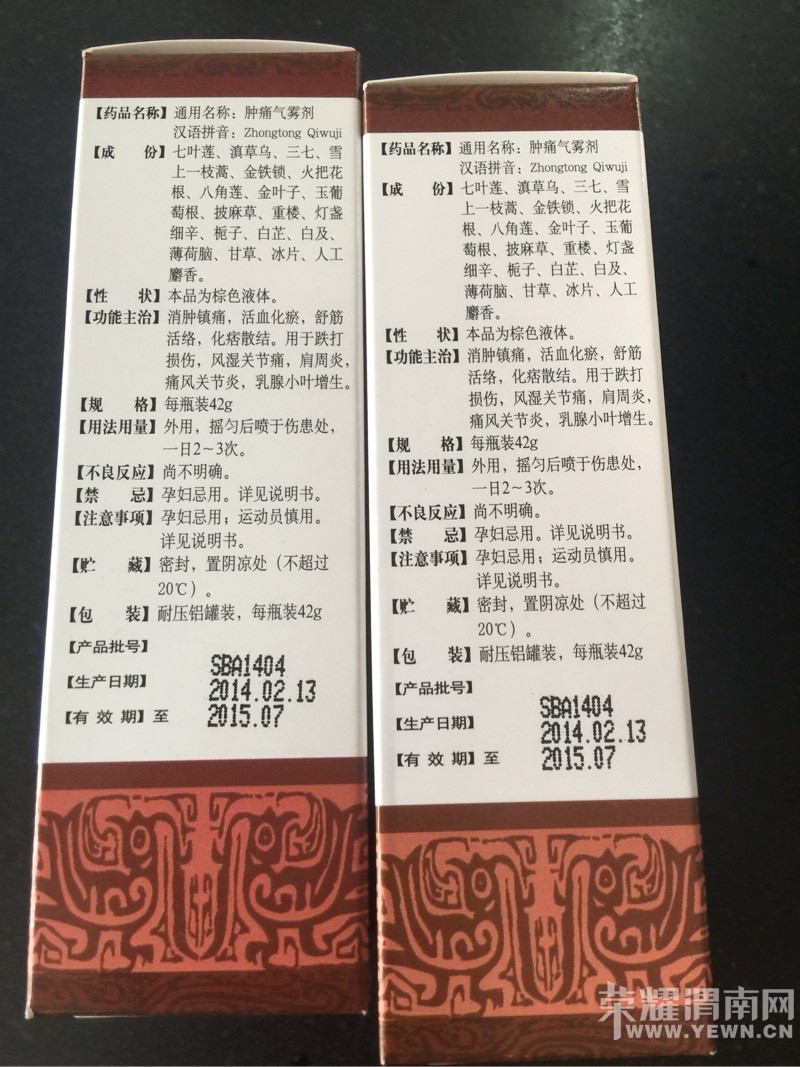 【药品名称】通用名称：肿痛气雾剂
汉语拼音：Zhongtong Qiwuji
【成 份】七叶莲、滇草乌、三七、雪
上一枝蒿、金铁锁、火把花
根、八角莲、金叶子、玉葡
萄根、披麻草、重楼、灯盏
细辛、栀子、白芷、白及、
薄荷脑、甘草、冰片、人工
麝香。
【性 状】本品为棕色液体。
【功能主治】消肿镇痛，活血化瘀，舒筋
活络，化痞散结。用于跌打
损伤，风湿关节痛，肩周炎，
痛风关节炎，乳腺小叶增生。
【规 格】每瓶装42g
【用法用量】外用，摇匀后喷于伤患处，
一日2～3次。
【不良反应】尚不明确。
【禁 忌】孕妇忌用。详见说明书。
【注意事项】孕妇忌用；运动员慎用。
详见说明书。
【贮 藏】密封，置阴凉处（不超过
20℃）。
【包 装】耐压铝罐装，每瓶装42g
【产品批号】 SBA1404
【生产日期】 2014.02.13
【有 效 期】至 2015.07
【药品名称】通用名称：肿痛气雾剂
汉语拼音：Zhongtong Qiwuji
【成 份】七叶莲、滇草乌、三七、雪
上一枝蒿、金铁锁、火把花
根、八角莲、金叶子、玉葡
萄根、披麻草、重楼、灯盏
细辛、栀子、白芷、白及、
薄荷脑、甘草、冰片、人工
麝香。
【性 状】本品为棕色液体。
【功能主治】消肿镇痛，活血化瘀，舒筋
活络，化痞散结。用于跌打
损伤，风湿关节痛，肩周炎，
痛风关节炎，乳腺小叶增生。
【规 格】每瓶装42g
【用法用量】外用，摇匀后喷于伤患处，
一日2～3次。
【不良反应】尚不明确。
【禁 忌】孕妇忌用。详见说明书。
【注意事项】孕妇忌用；运动员慎用。
详见说明书。
【贮 藏】密封，置阴凉处（不超过
20℃）。
【包 装】耐压铝罐装，每瓶装42g
【产品批号】 SBA1404
【生产日期】 2014.02.13
【有 效 期】至 2015.07
荣耀渭南网
WWW.YEWN.CN